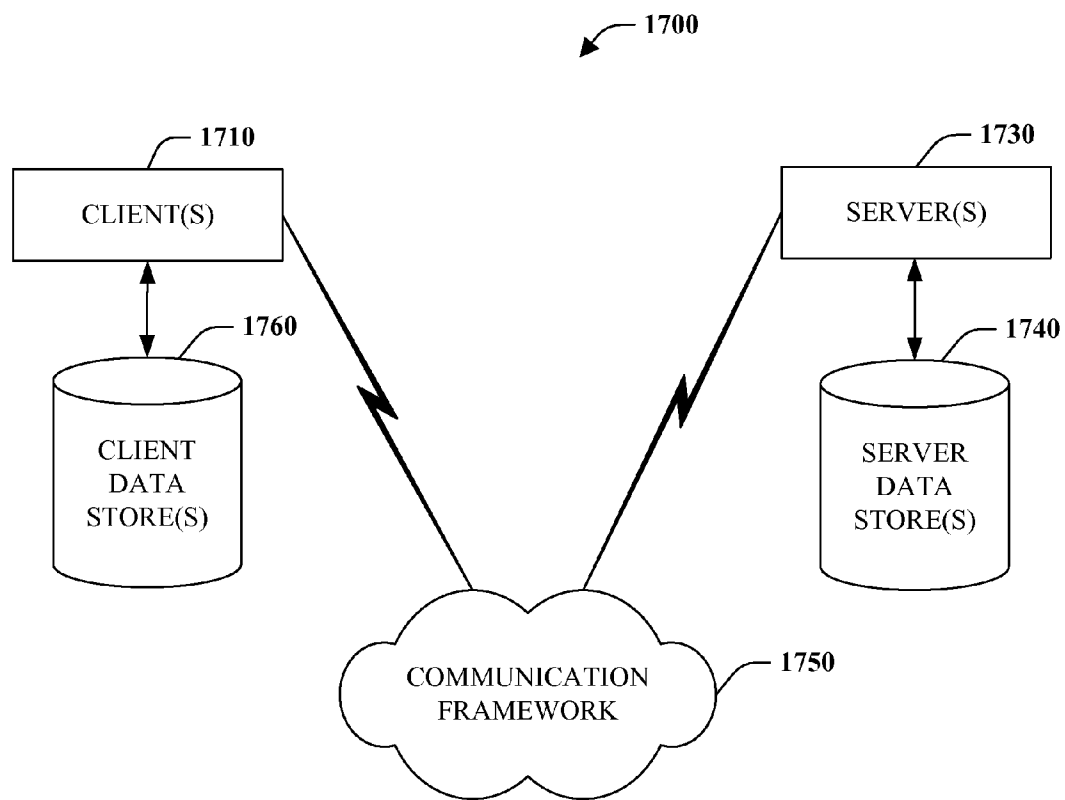 1700
1710
1730
CLIENT(S)
SERVER(S)
1760
1740
CLIENT
DATA
STORE(S)
SERVER
DATA
STORE(S)
COMMUNICATION
FRAMEWORK
1750